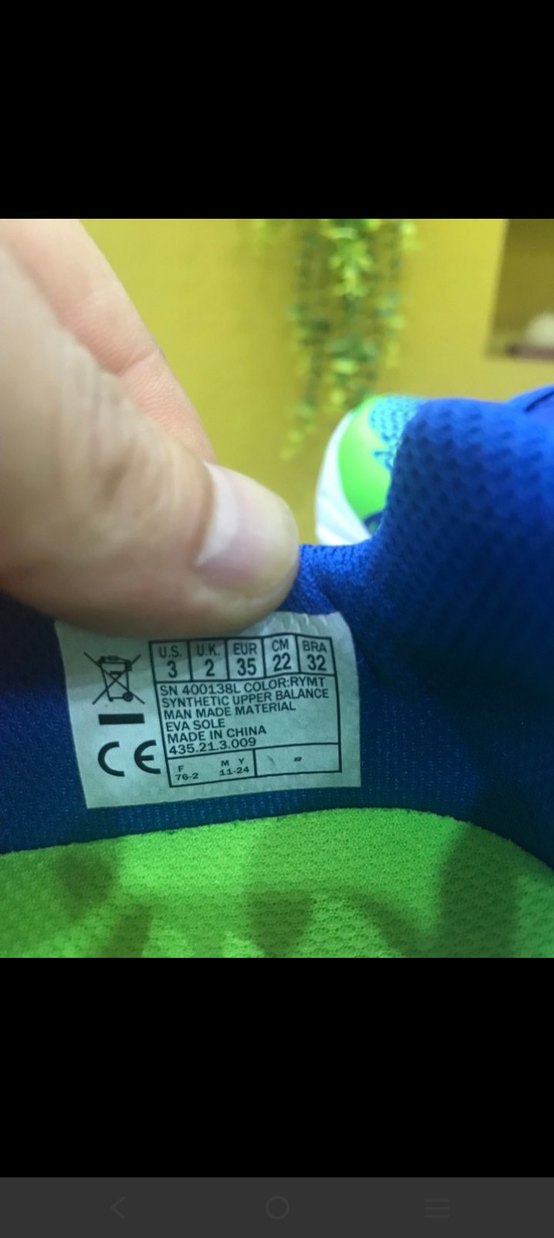 U.S. U.K. EUR CM BRA
3 2 35 22 32
SN 400138L COLOR:RYMT
SYNTHETIC UPPER BALANCE
MAN MADE MATERIAL
EVA SOLE
MADE IN CHINA
435.21.3.009
F M Y
76-2 11-24
CE